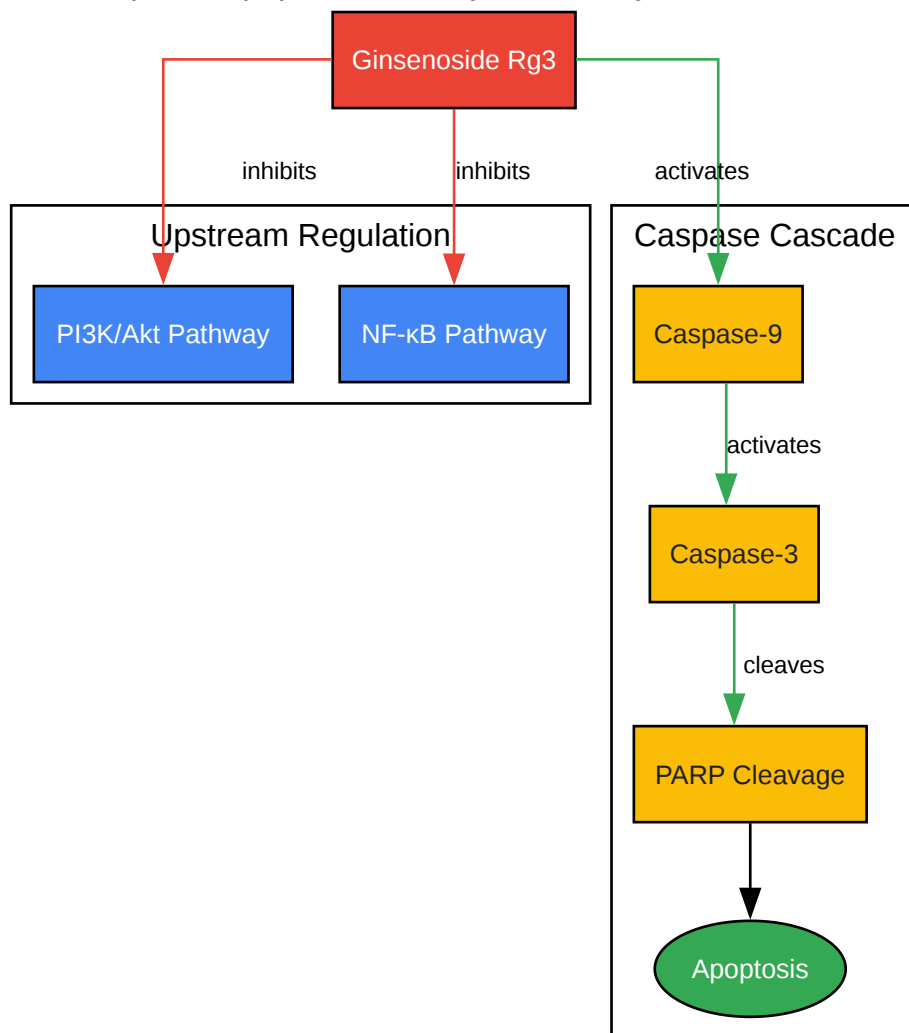 Ginsenoside Rg3
inhibits
inhibits
activates
Upstream Regulation
Caspase Cascade
PI3K/Akt Pathway
NF-κB Pathway
Caspase-9
activates
Caspase-3
cleaves
PARP Cleavage
Apoptosis